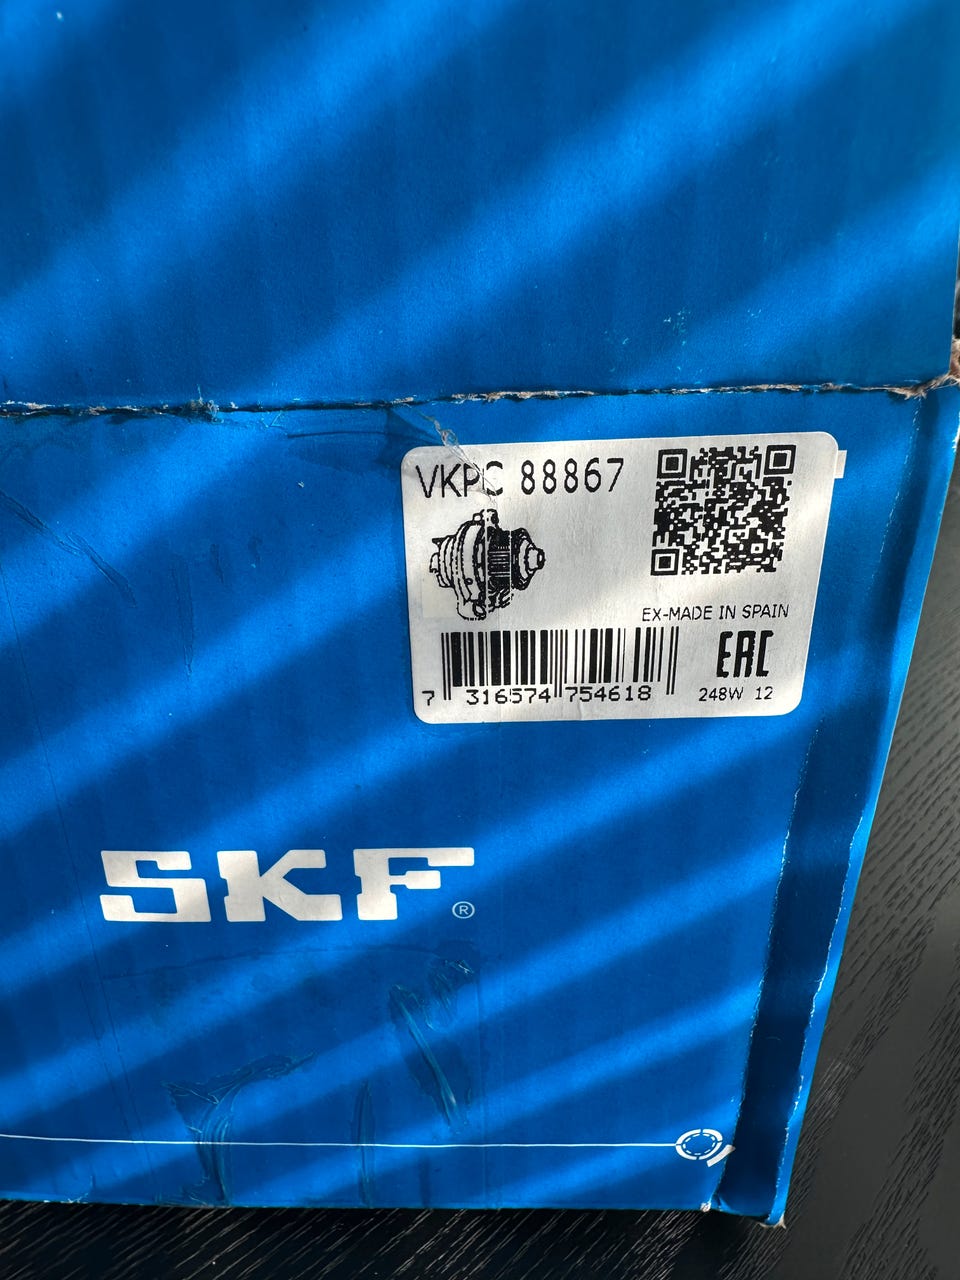 VKPC 88867
EX-MADE IN SPAIN
EAC
7 316574 754618
248W 12
SKF®